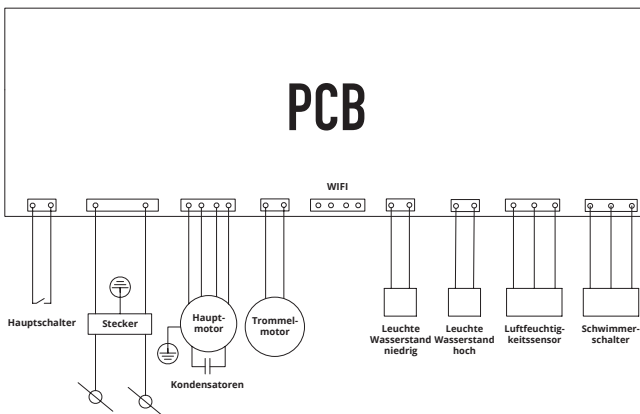 PCB
WIFI
Hauptschalter
Stecker
Haupt-
motor
Kondensatoren
Trommel-
motor
Leuchte
Wasserstand
niedrig
Leuchte
Wasserstand
hoch
Luftfeuchtig-
keitssensor
Schwimmer-
schalter